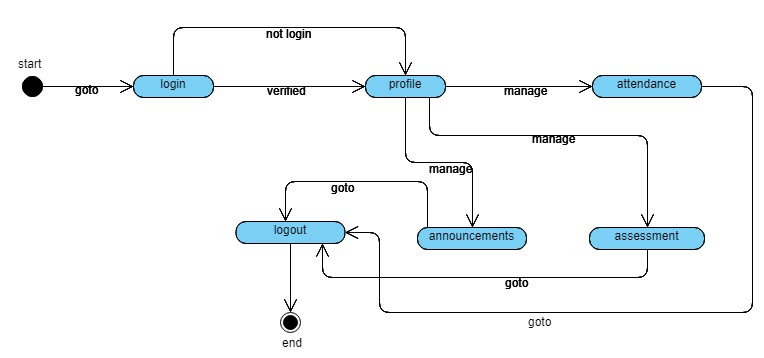 not login
start
goto
login
verified
profile
manage
attendance
manage
manage
goto
logout
announcements
assessment
goto
goto
end